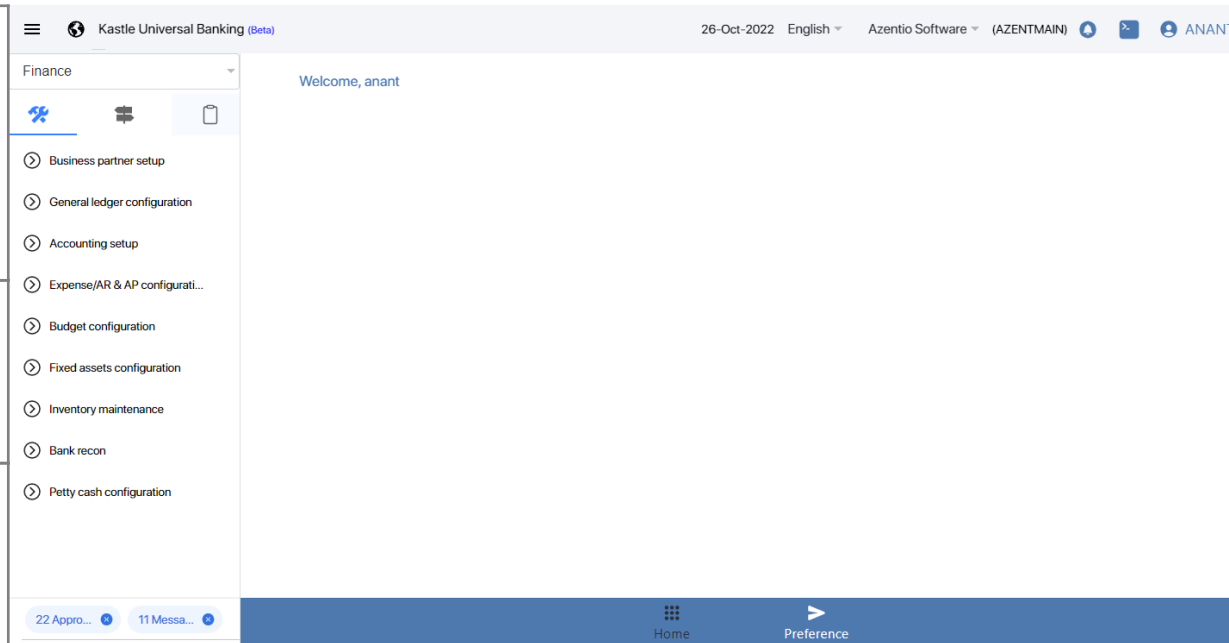 Kastle Universal Banking (Beta)
26-Oct-2022 English Azentio Software (AZENTMAIN) ANANT
Finance
Welcome, anant
Business partner setup
General ledger configuration
Accounting setup
Expense/AR & AP configurati...
Budget configuration
Fixed assets configuration
Inventory maintenance
Bank recon
Petty cash configuration
22 Appro... 11 Messa...
Home Preference